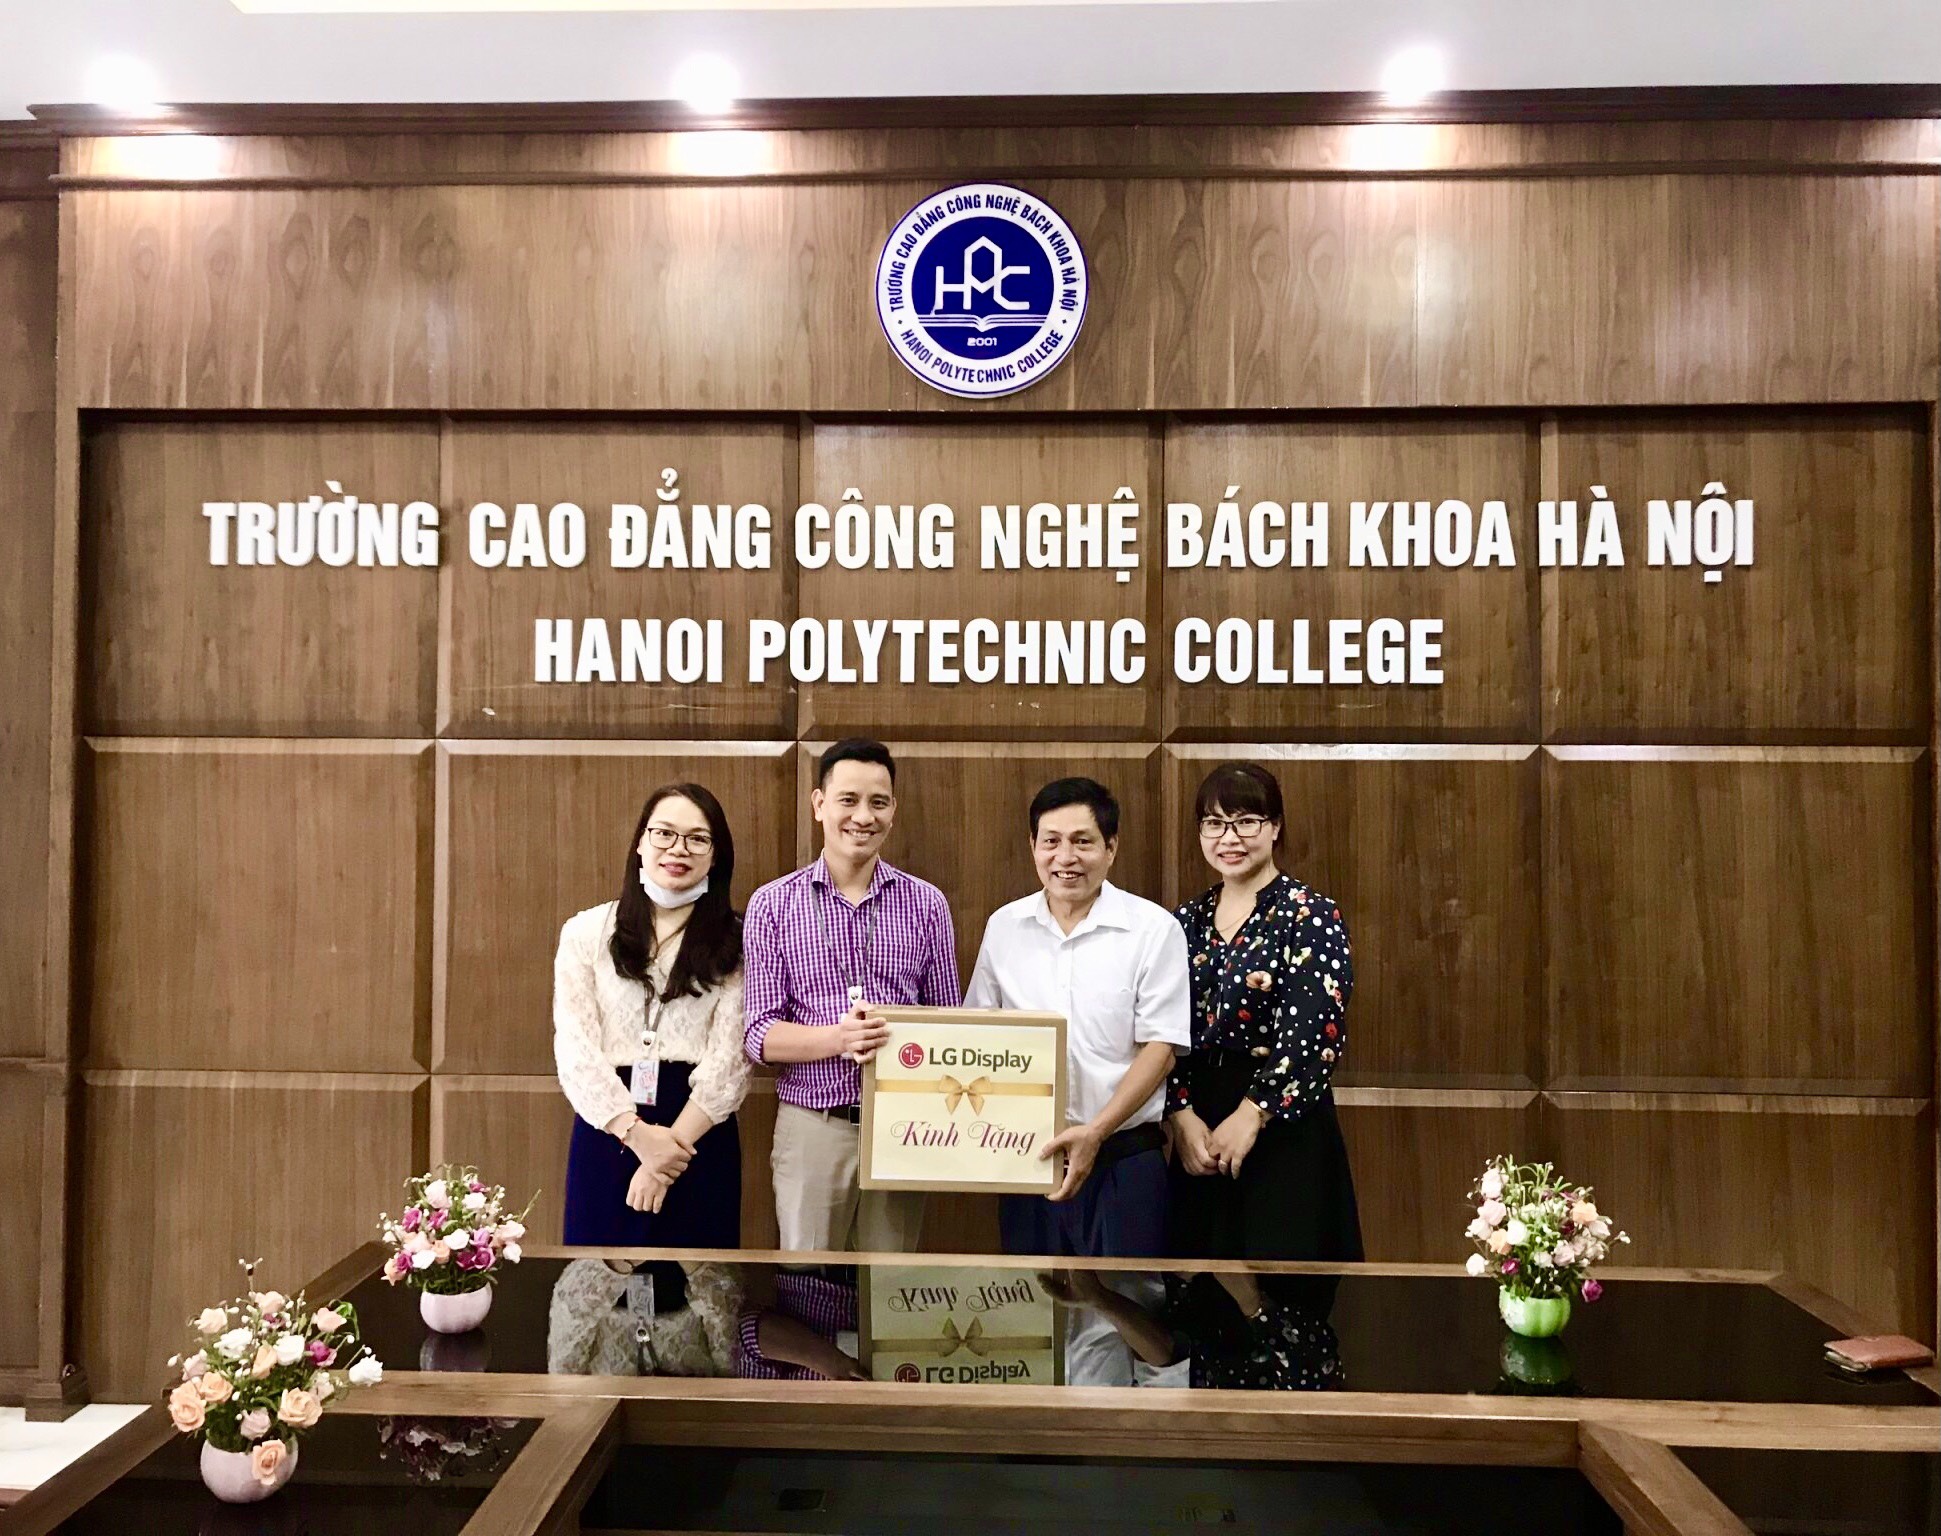 TRƯỜNG CAO ĐẲNG CÔNG NGHỆ BÁCH KHOA HÀ NỘI
HPC
2001
HANOI POLYTECHNIC COLLEGE
TRƯỜNG CAO ĐẲNG CÔNG NGHỆ BÁCH KHOA HÀ NỘI
HANOI POLYTECHNIC COLLEGE
LG Display
Kính Tặng